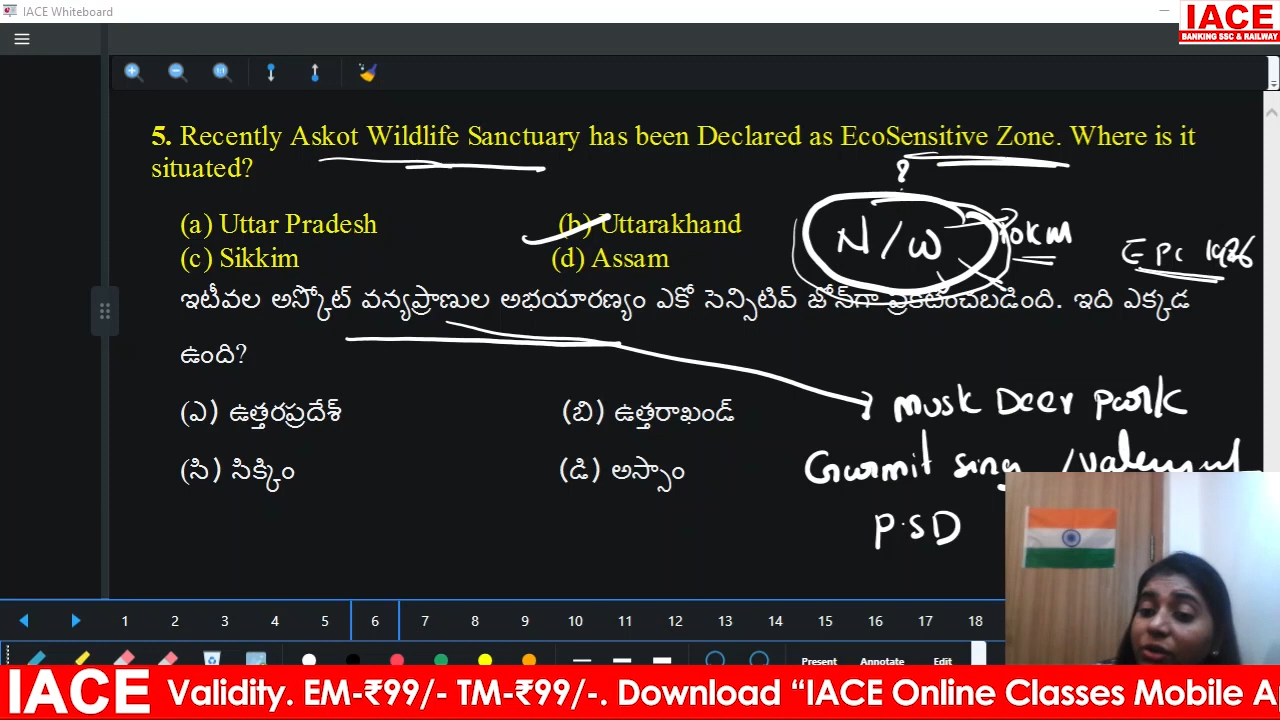 IACE Whiteboard
IACE
BANKING SSC & RAILWAY
5. Recently Askot Wildlife Sanctuary has been Declared as EcoSensitive Zone. Where is it
situated?
?
(a) Uttar Pradesh (b) Uttarakhand
N/W 10km
EPC 1986
(c) Sikkim (d) Assam
ఇటీవల అస్కోట్ వన్యప్రాణుల అభయారణ్యం ఎకో సెన్సిటివ్ జోన్‌గా ప్రకటించబడింది. ఇది ఎక్కడ
ఉంది?
(ఎ) ఉత్తరప్రదేశ్ (బి) ఉత్తరాఖండ్
musk Deer park
(సి) సిక్కిం (డి) అస్సాం
Gurmit sing
P.SD
1 2 3 4 5 6 7 8 9 10 11 12 13 14 15 16 17 18
Present Annotate Edit
IACE Validity. EM-₹99/- TM-₹99/-. Download “IACE Online Classes Mobile A